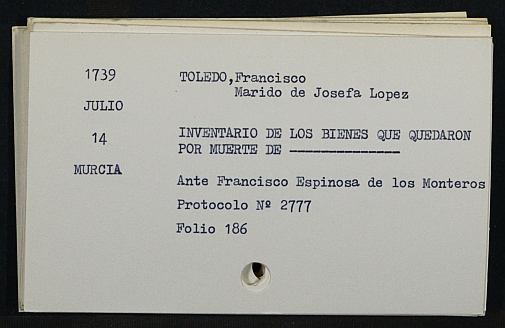 1739
TOLEDO,Francisco
Marido de Josefa Lopez
JULIO
14
INVENTARIO DE LOS BIENES QUE QUEDARON
POR MUERTE DE --------------
MURCIA
Ante Francisco Espinosa de los Monteros
Protocolo Nº 2777
Folio 186